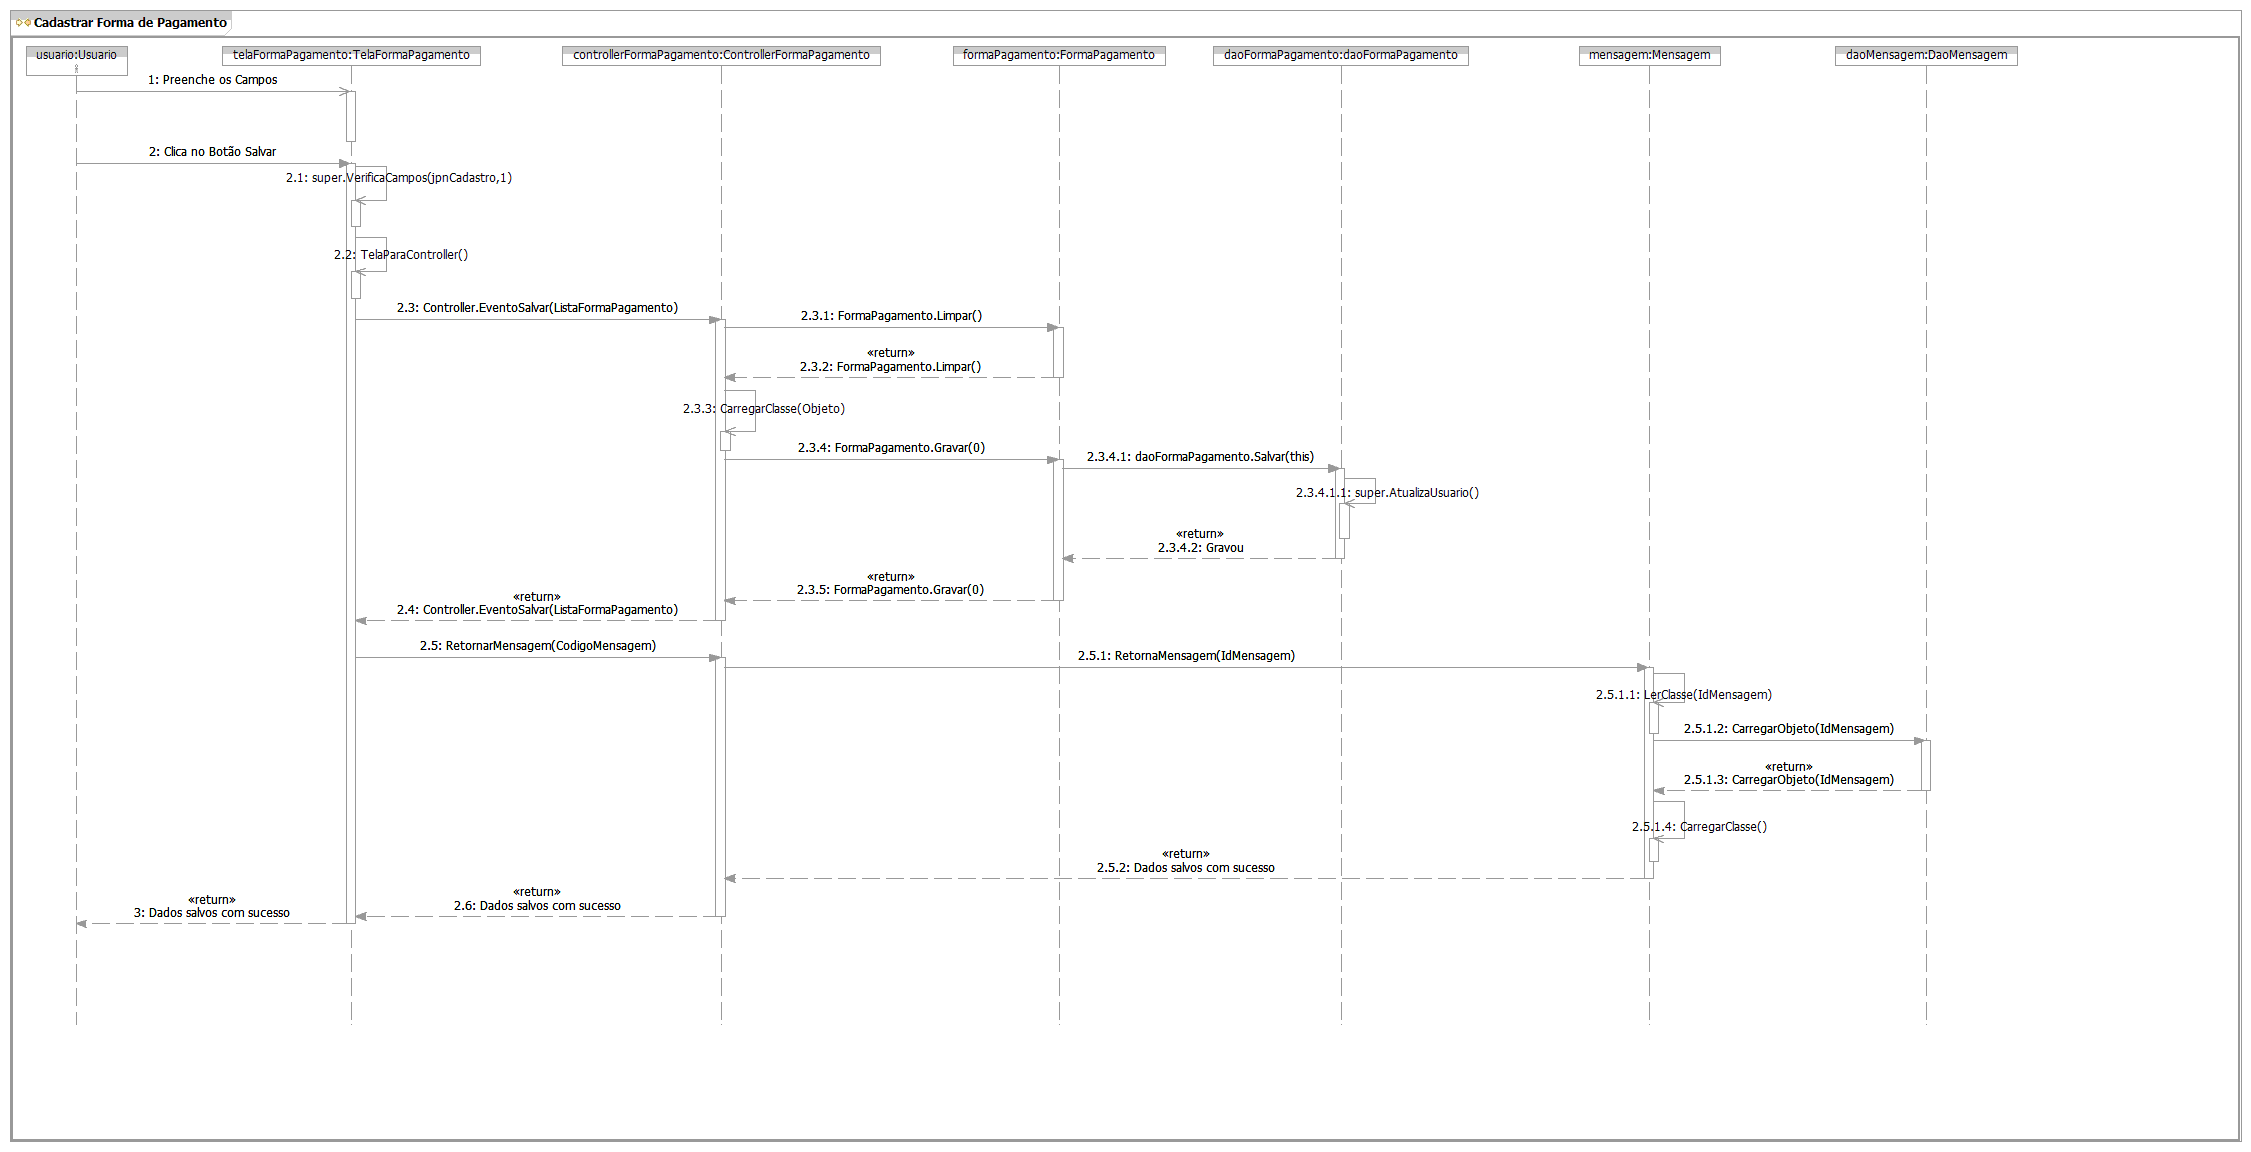 Cadastrar Forma de Pagamento
usuario:Usuario
telaFormaPagamento:TelaFormaPagamento
controllerFormaPagamento:ControllerFormaPagamento
formaPagamento:FormaPagamento
daoFormaPagamento:daoFormaPagamento
mensagem:Mensagem
daoMensagem:DaoMensagem
1: Preenche os Campos
2: Clica no Botão Salvar
2.1: super.VerificaCampos(jpnCadastro,1)
2.2: TelaParaController()
2.3: Controller.EventoSalvar(ListaFormaPagamento)
2.3.1: FormaPagamento.Limpar()
«return»
2.3.2: FormaPagamento.Limpar()
2.3.3: CarregarClasse(Objeto)
2.3.4: FormaPagamento.Gravar(0)
2.3.4.1: daoFormaPagamento.Salvar(this)
2.3.4.1.1: super.AtualizaUsuario()
«return»
2.3.4.2: Gravou
«return»
2.3.5: FormaPagamento.Gravar(0)
«return»
2.4: Controller.EventoSalvar(ListaFormaPagamento)
2.5: RetornarMensagem(CodigoMensagem)
2.5.1: RetornaMensagem(IdMensagem)
2.5.1.1: LerClasse(IdMensagem)
2.5.1.2: CarregarObjeto(IdMensagem)
«return»
2.5.1.3: CarregarObjeto(IdMensagem)
2.5.1.4: CarregarClasse()
«return»
2.5.2: Dados salvos com sucesso
«return»
2.6: Dados salvos com sucesso
«return»
3: Dados salvos com sucesso